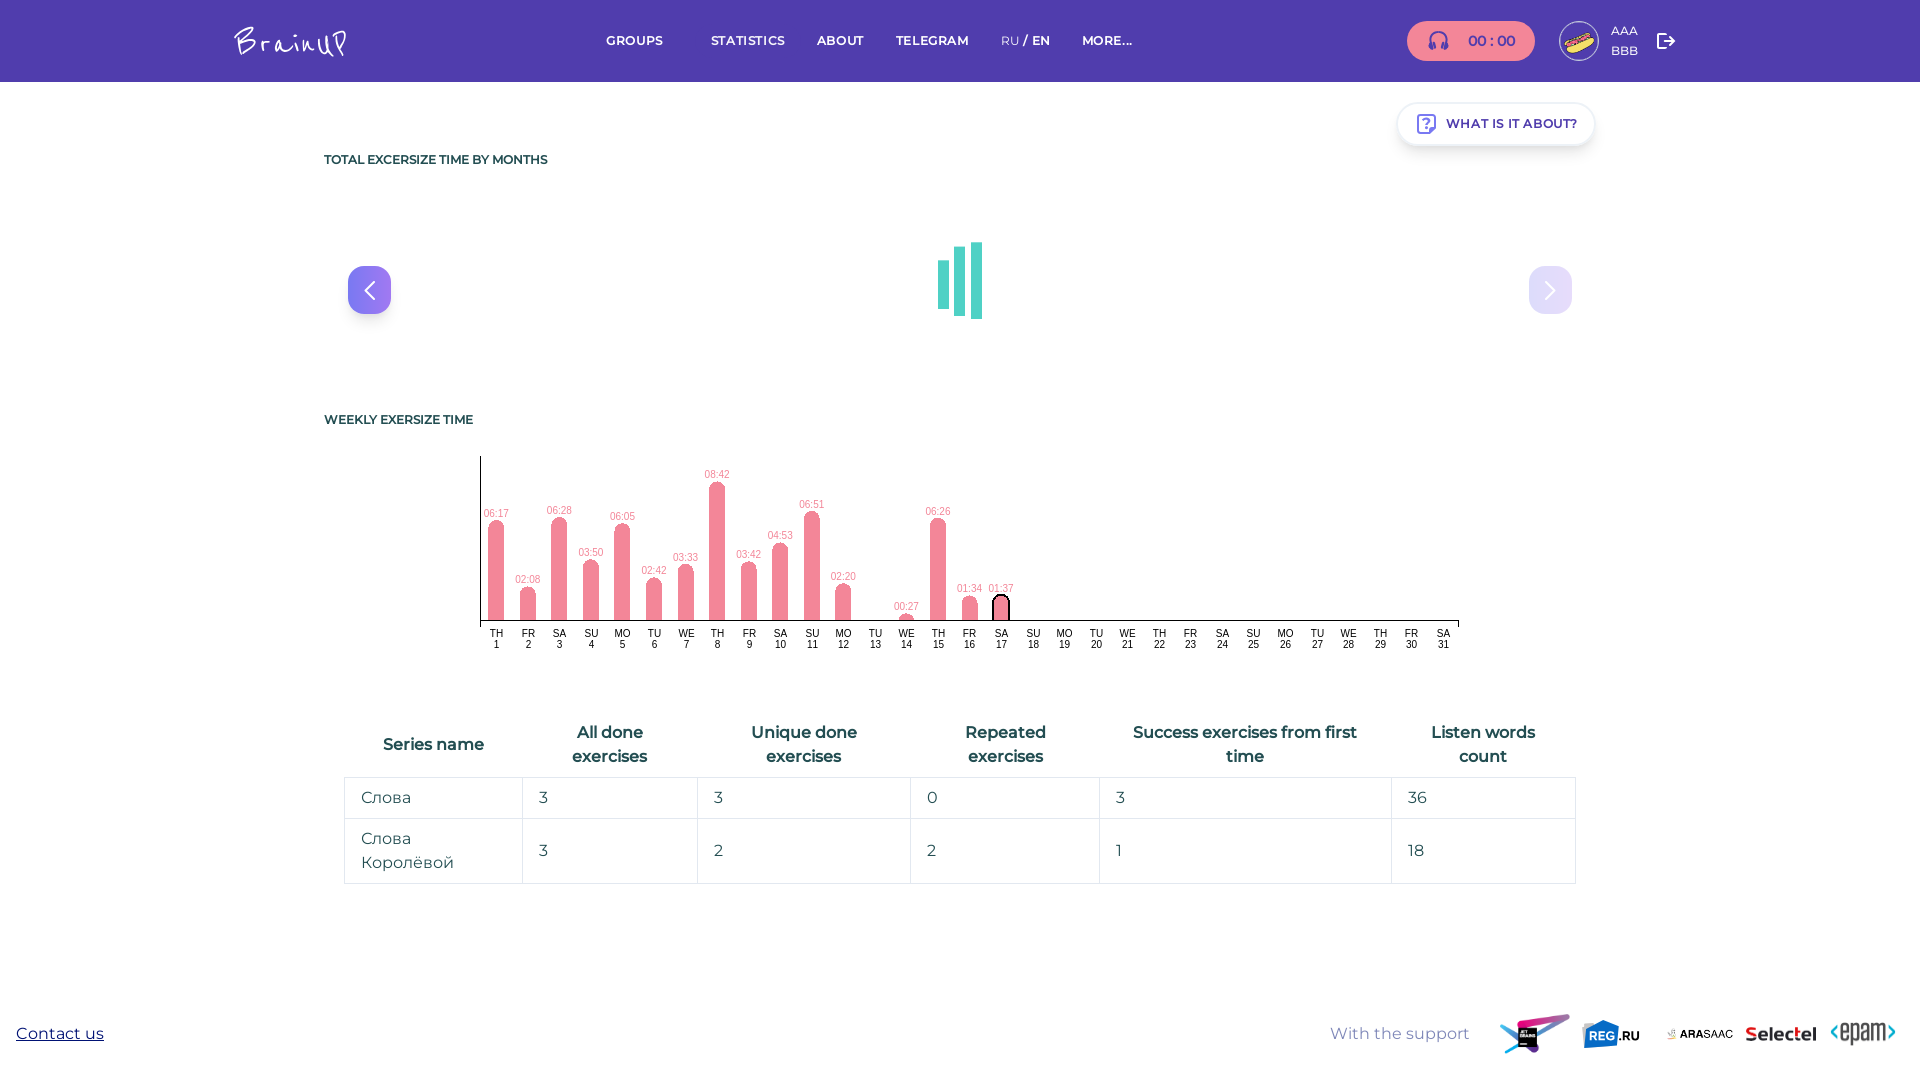 BrainUP
GROUPS STATISTICS ABOUT TELEGRAM RU / EN MORE...
00 : 00
AAA
BBB
WHAT IS IT ABOUT?
TOTAL EXCERSIZE TIME BY MONTHS
WEEKLY EXERSIZE TIME
06:17 02:08 06:28 03:50 06:05 02:42 03:33 08:42 03:42 04:53 06:51 02:20 00:27 06:26 01:34 01:37
TH FR SA SU MO TU WE TH FR SA SU MO TU WE TH FR SA SU MO TU WE TH FR SA SU MO TU WE TH FR SA
1 2 3 4 5 6 7 8 9 10 11 12 13 14 15 16 17 18 19 20 21 22 23 24 25 26 27 28 29 30 31
Series name
All done
exercises
Unique done
exercises
Repeated
exercises
Success exercises from first
time
Listen words
count
Слова 3 3 0 3 36
Слова
Королёвой 3 2 2 1 18
Contact us
With the support
REG.RU
ARASAAC
Selectel
<epam>